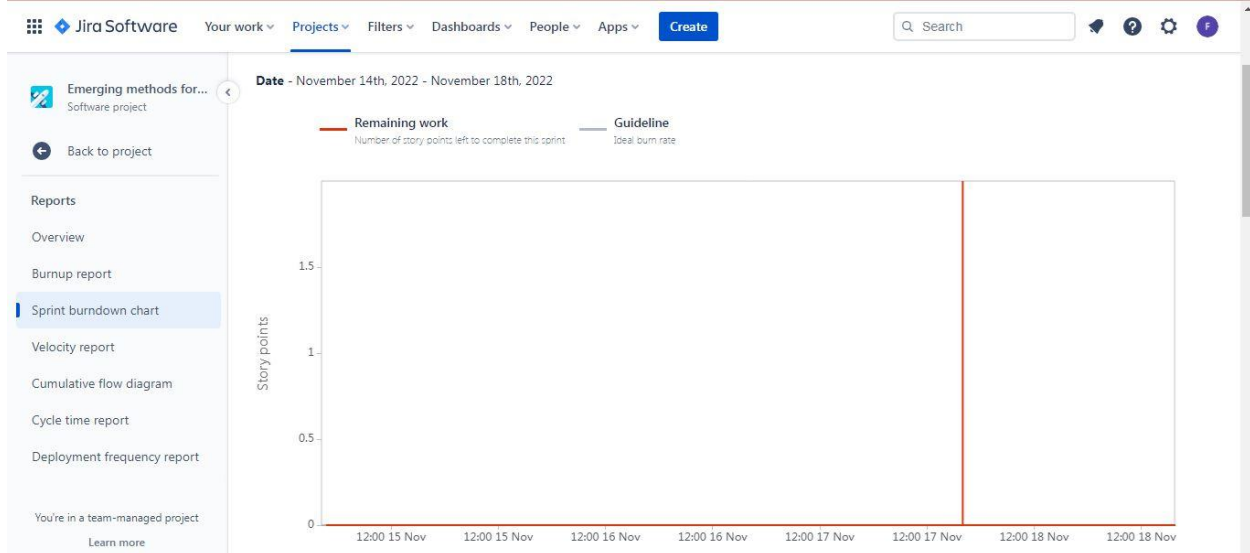 Jira Software Your work Projects Filters Dashboards People Apps Create Search F
Emerging methods for...
Software project
Back to project
Reports
Overview
Burnup report
Sprint burndown chart
Velocity report
Cumulative flow diagram
Cycle time report
Deployment frequency report
You're in a team-managed project
Learn more
Date - November 14th, 2022 - November 18th, 2022
Remaining work
Number of story points left to complete this sprint
Guideline
Ideal burn rate
Story points
1.5
1
0.5
0
12:00 15 Nov 12:00 15 Nov 12:00 16 Nov 12:00 16 Nov 12:00 17 Nov 12:00 17 Nov 12:00 18 Nov 12:00 18 Nov